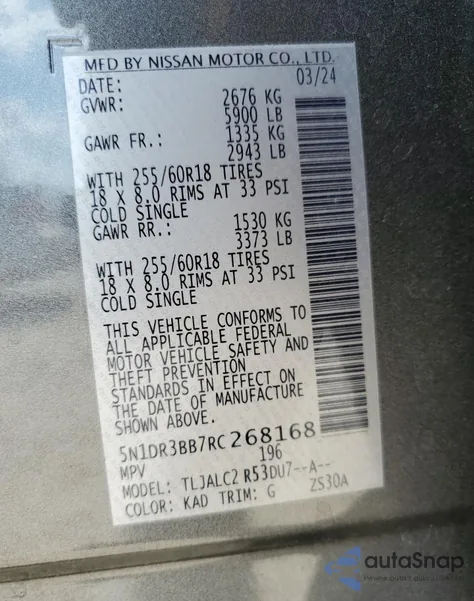 MFD BY NISSAN MOTOR CO., LTD.
DATE: 03/24
GVWR: 2676 KG
5900 LB
GAWR FR.: 1335 KG
2943 LB
WITH 255/60R18 TIRES
18 X 8.0 RIMS AT 33 PSI
COLD SINGLE
GAWR RR.: 1530 KG
3373 LB
WITH 255/60R18 TIRES
18 X 8.0 RIMS AT 33 PSI
COLD SINGLE
THIS VEHICLE CONFORMS TO
ALL APPLICABLE FEDERAL
MOTOR VEHICLE SAFETY AND
THEFT PREVENTION
STANDARDS IN EFFECT ON
THE DATE OF MANUFACTURE
SHOWN ABOVE.
5N1DR3BB7RC268168
MPV 196
MODEL: TLJALC2 R53DU7--A--
COLOR: KAD TRIM: G ZS30A
autoSnap